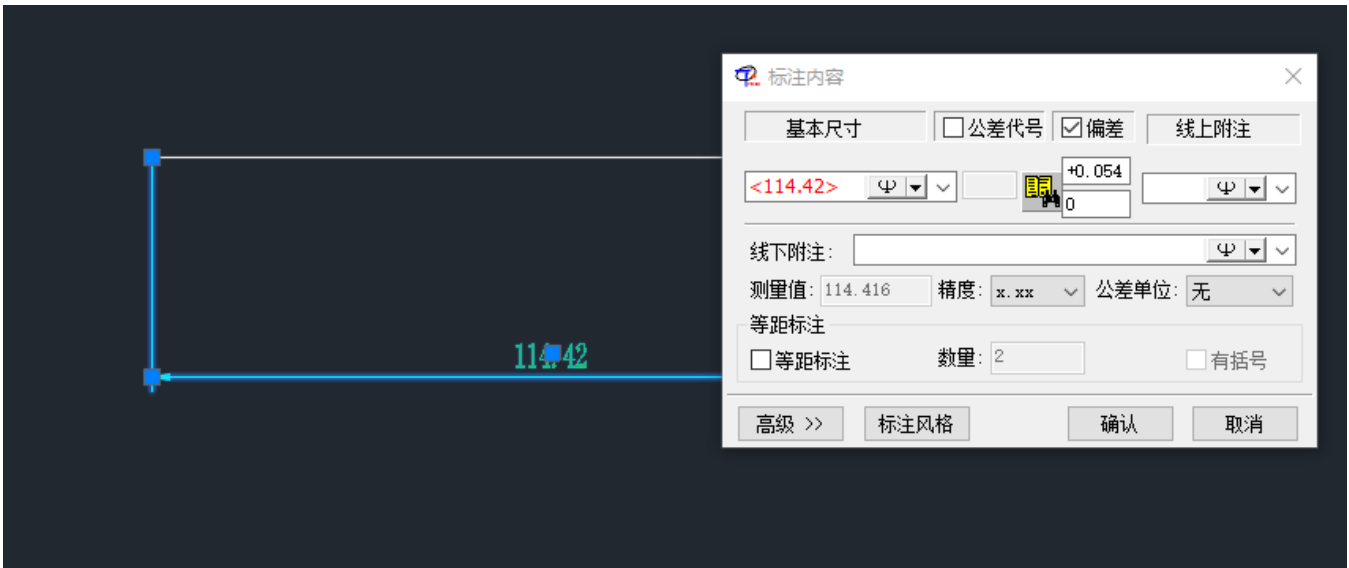 标注内容
基本尺寸 公差代号 偏差 线上附注
<114.42> +0.054
0
线下附注:
测量值: 114.416 精度: x.xx 公差单位: 无
等距标注
等距标注 数量: 2 有括号
高级 >> 标注风格 确认 取消
114.42